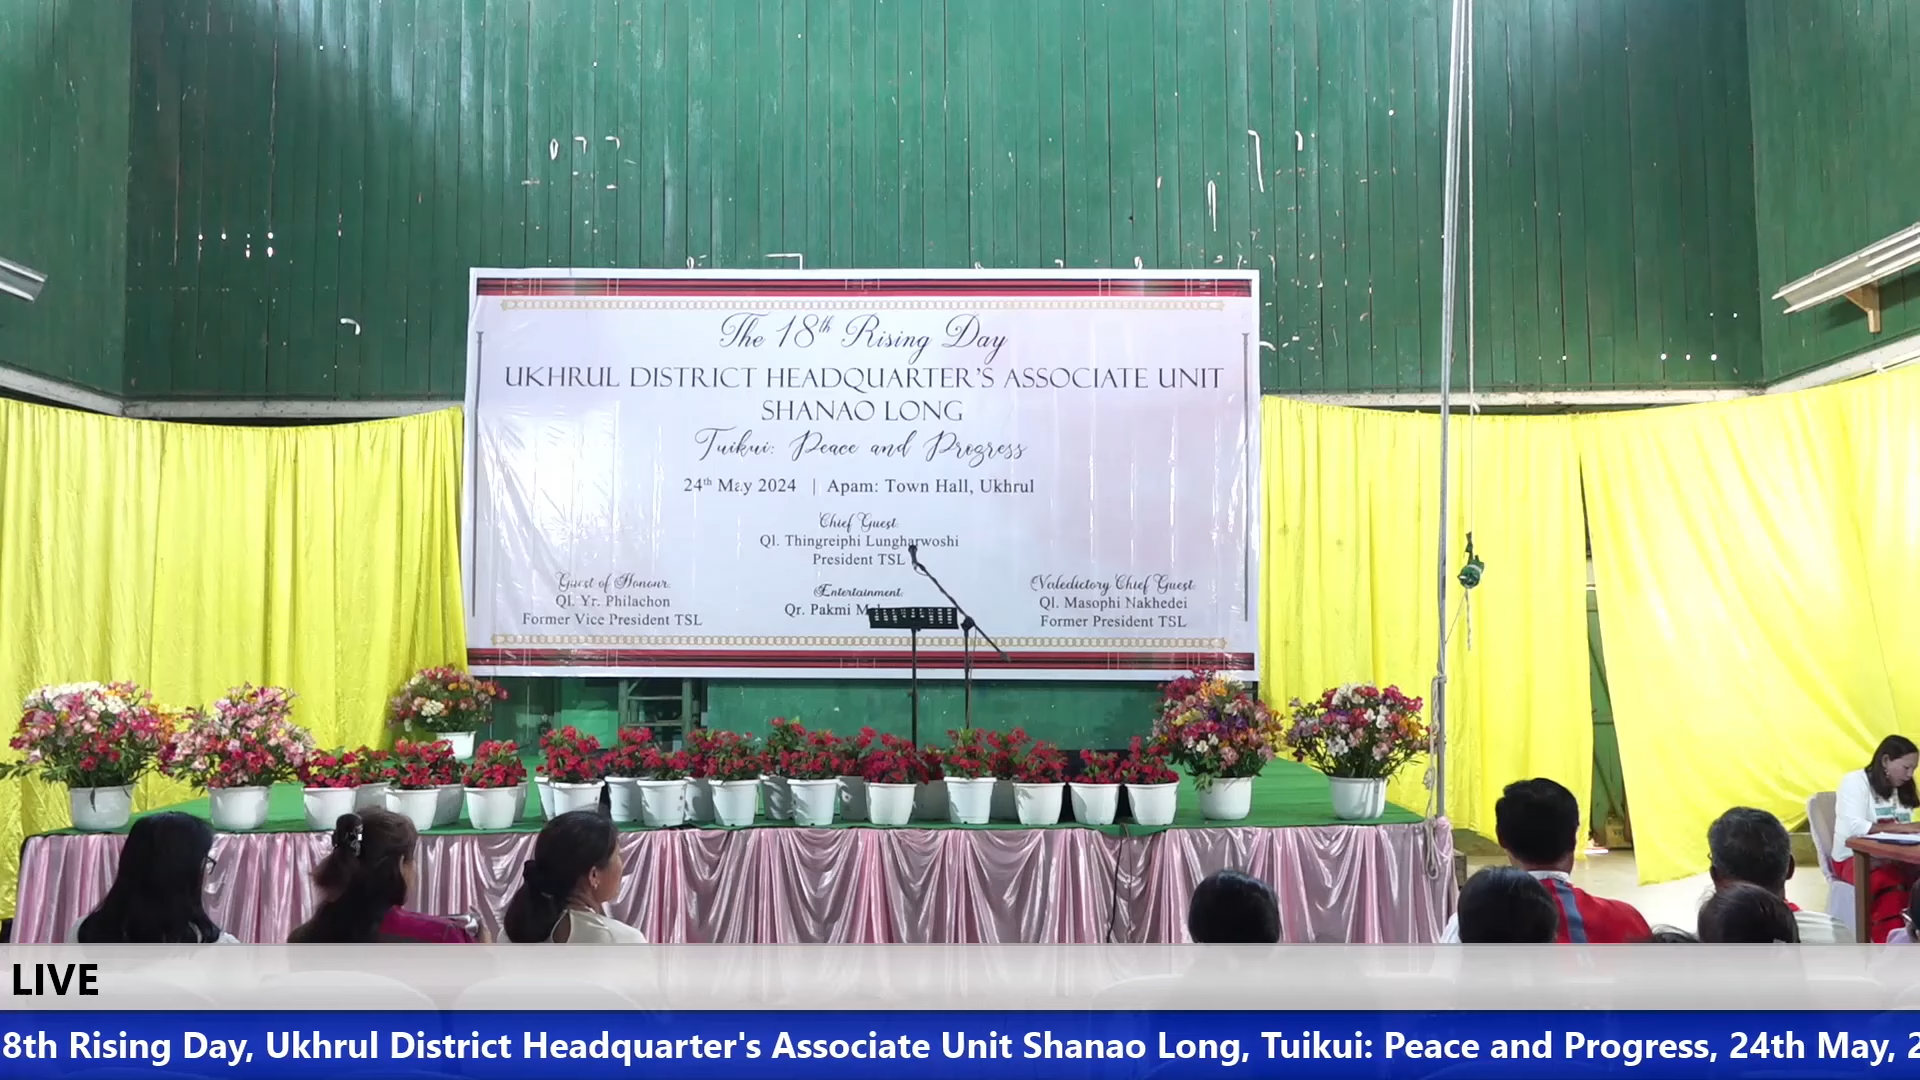 The 18th Rising Day
UKHRUL DISTRICT HEADQUARTER'S ASSOCIATE UNIT
SHANAO LONG
Tuikui: Peace and Progress
24th May 2024 | Apam: Town Hall, Ukhrul
Chief Guest:
Ql. Thingreiphi Lungharwoshi
President TSL
Guest of Honour:
Ql. Yr. Philachon
Former Vice President TSL
Entertainment:
Qr. Pakmi
Valedictory Chief Guest:
Ql. Masophi Nakhedei
Former President TSL
LIVE
8th Rising Day, Ukhrul District Headquarter's Associate Unit Shanao Long, Tuikui: Peace and Progress, 24th May, 2